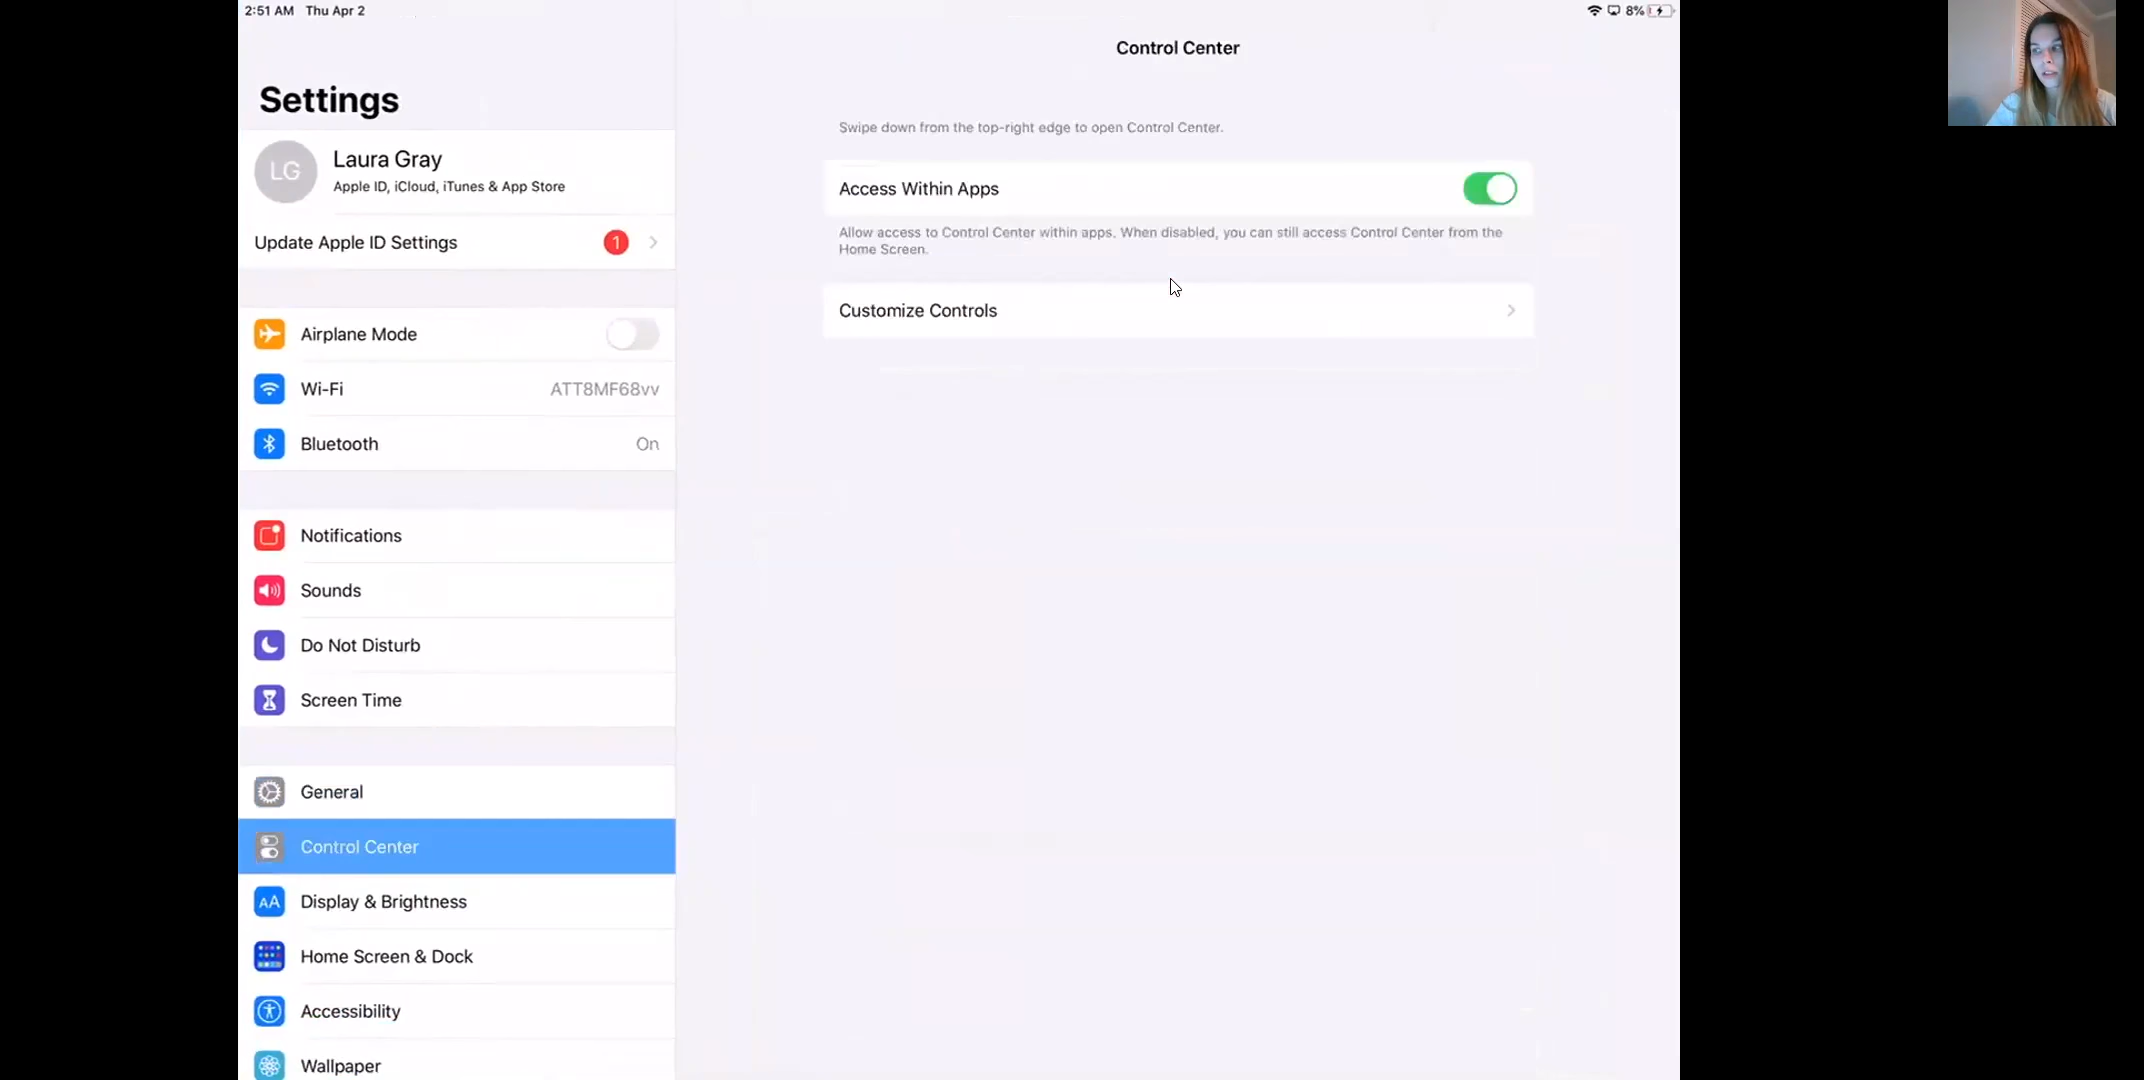 2:51 AM Thu Apr 2
8%
Settings
LG
Laura Gray
Apple ID, iCloud, iTunes & App Store
Update Apple ID Settings 1
Airplane Mode
Wi-Fi ATT8MF68vv
Bluetooth On
Notifications
Sounds
Do Not Disturb
Screen Time
General
Control Center
AA Display & Brightness
Home Screen & Dock
Accessibility
Wallpaper
Control Center
Swipe down from the top-right edge to open Control Center.
Access Within Apps
Allow access to Control Center within apps. When disabled, you can still access Control Center from the
Home Screen.
Customize Controls